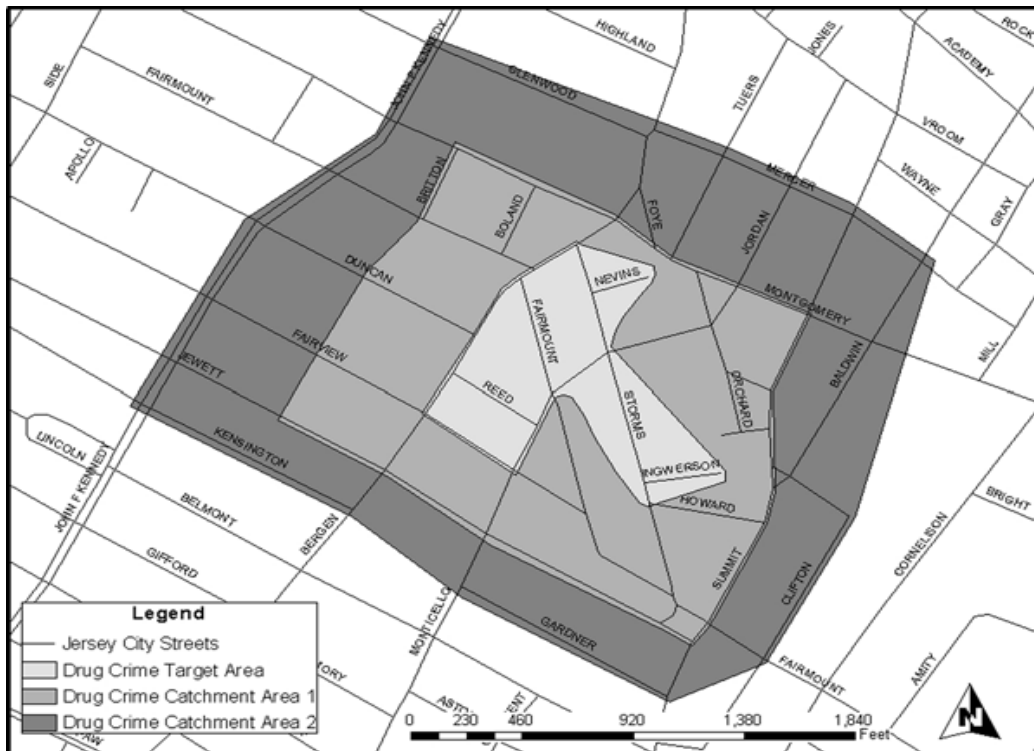 HIGHLAND
ROCK
JONES
ACADEMY
SIDE
FAIRMOUNT
JOHN F KENNEDY
GLENWOOD
TUERS
VROOM
APOLLO
MERCER
WAYNE
BRITTON
BOLAND
FOYE
JORDAN
GRAY
DUNCAN
NEVINS
MONTGOMERY
FAIRVIEW
FAIRMOUNT
MILL
JEWETT
BALDWIN
REED
ORCHARD
STORMS
LINCOLN
KENSINGTON
INGWERSON
BELMONT
HOWARD
BRIGHT
JOHN F KENNEDY
BERGEN
CORNELISON
GIFFORD
SUMMIT
CLIFTON
MONTICELLO
GARDNER
FAIRMOUNT
AMITY
Legend
Jersey City Streets
Drug Crime Target Area
Drug Crime Catchment Area 1
Drug Crime Catchment Area 2
TORY
ENT
AW
0 230 460 920 1,380 1,840
Feet
N